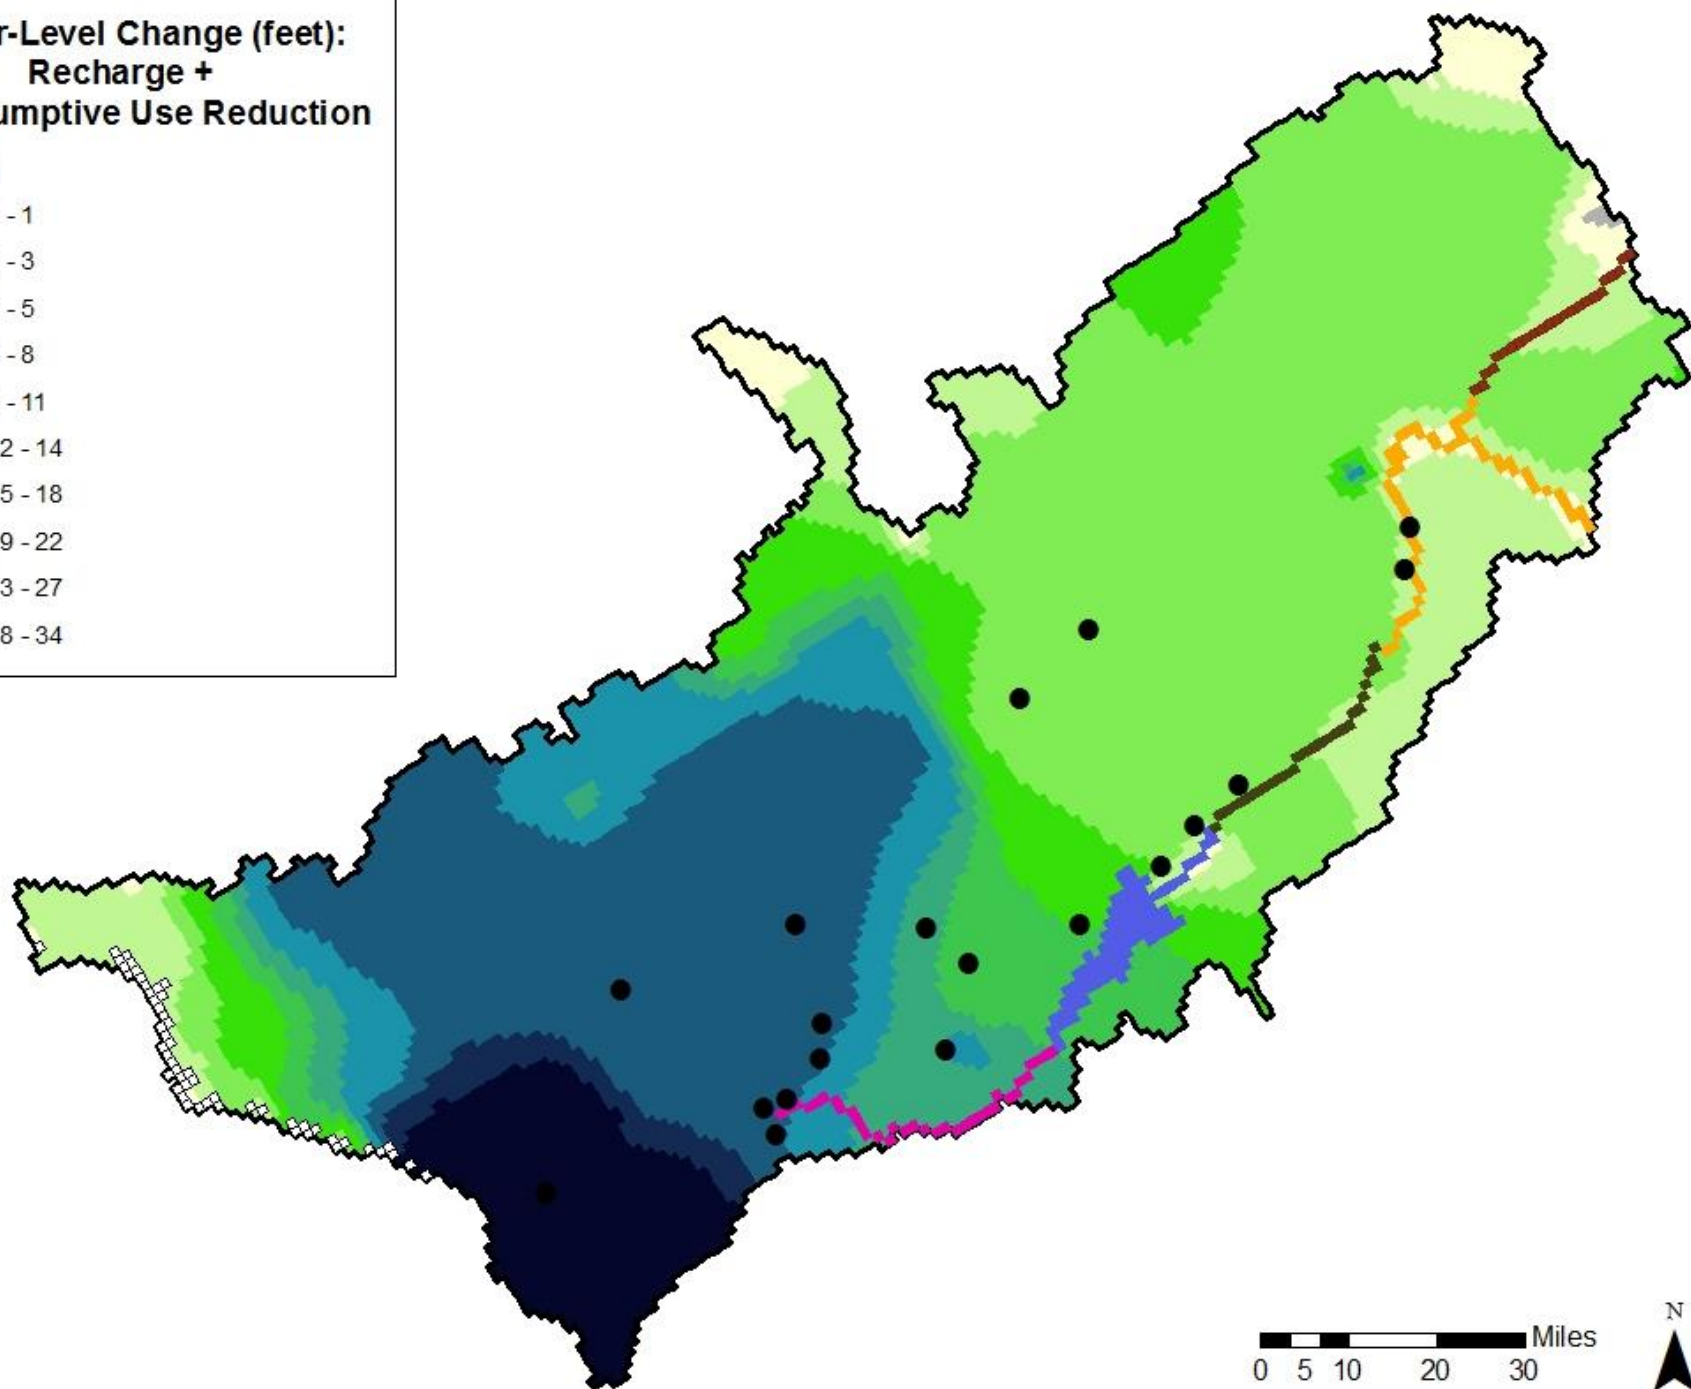 r-Level Change (feet):
Recharge +
umptive Use Reduction
- 1
- 3
- 5
- 8
- 11
2 - 14
5 - 18
9 - 22
3 - 27
8 - 34
N
Miles
0 5 10 20 30